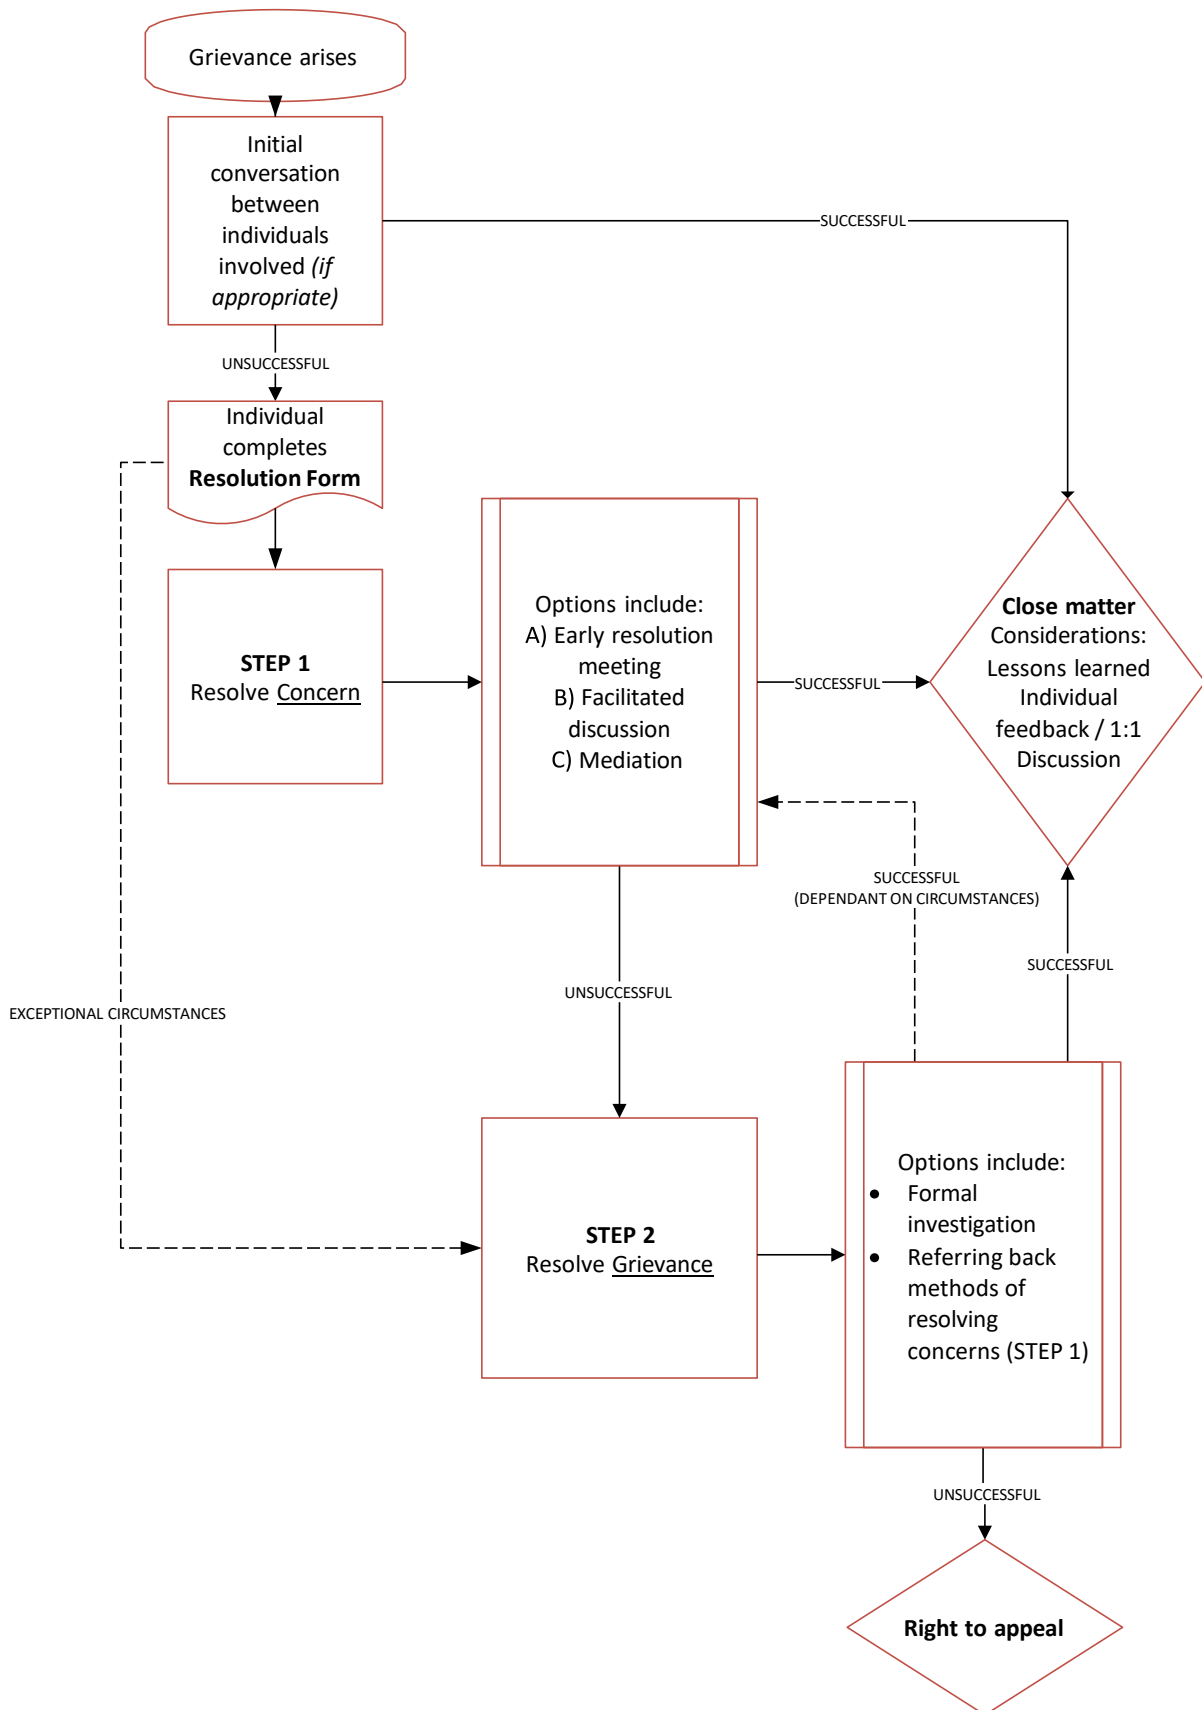 Grievance arises
Initial
conversation
between
individuals
involved (if
appropriate)
SUCCESSFUL
UNSUCCESSFUL
Individual
completes
Resolution Form
STEP 1
Resolve Concern
Options include:
A) Early resolution
meeting
B) Facilitated
discussion
C) Mediation
SUCCESSFUL
Close matter
Considerations:
Lessons learned
Individual
feedback / 1:1
Discussion
SUCCESSFUL
(DEPENDANT ON CIRCUMSTANCES)
SUCCESSFUL
UNSUCCESSFUL
EXCEPTIONAL CIRCUMSTANCES
STEP 2
Resolve Grievance
Options include:
• Formal
investigation
• Referring back
methods of
resolving
concerns (STEP 1)
UNSUCCESSFUL
Right to appeal